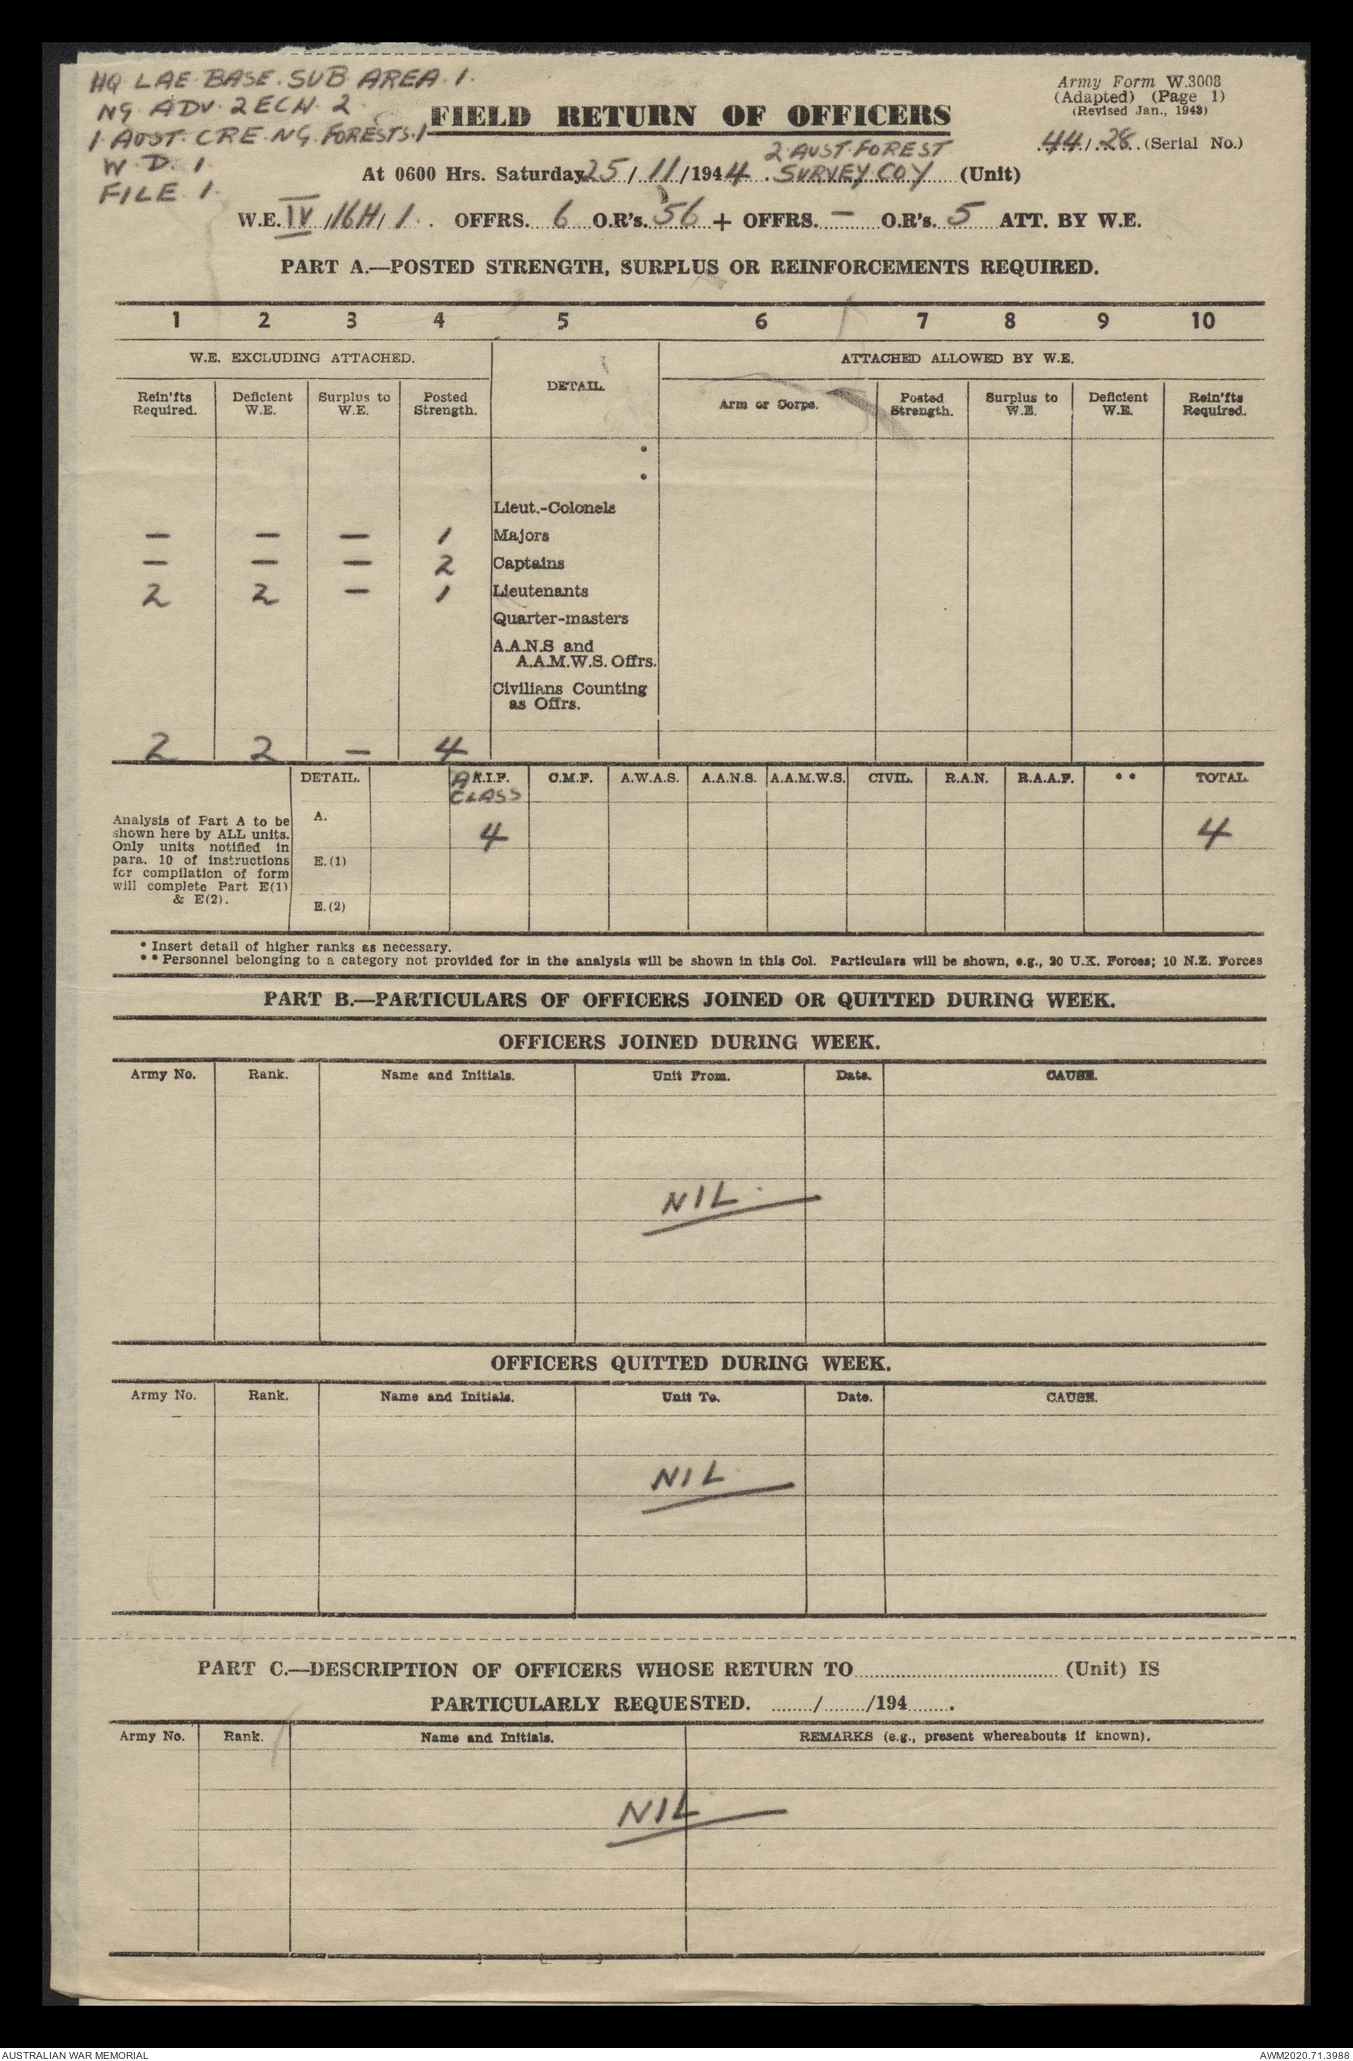 HQ LAE BASE SUB AREA 1.
NG ADV 2 ECH 2
1 AUST CRE NG FORESTS 1
W D 1
FILE 1
Army Form W.3008
(Adapted) (Page 1)
(Revised Jan., 1943)
44/28 (Serial No.)
FIELD RETURN OF OFFICERS
2 AUST FOREST
At 0600 Hrs. Saturday 25/11/1944 SURVEY COY (Unit)
W.E. IV /16H/ 1. OFFRS. 6 O.R's. 56 + OFFRS. — O.R's. 5 ATT. BY W.E.
PART A.—POSTED STRENGTH, SURPLUS OR REINFORCEMENTS REQUIRED.
1 2 3 4 5 6 7 8 9 10
W.E. EXCLUDING ATTACHED. DETAIL. ATTACHED ALLOWED BY W.E.
Rein'fts Required. Deficient W.E. Surplus to W.E. Posted Strength. Arm or Corps. Posted Strength. Surplus to W.E. Deficient W.E. Rein'fts Required.
*
*
Lieut.-Colonels
— — — 1 Majors
— — — 2 Captains
2 2 — 1 Lieutenants
Quarter-masters
A.A.N.S and
A.A.M.W.S. Offrs.
Civilians Counting
as Offrs.
2 2 — 4
DETAIL. A.I.F. C.M.F. A.W.A.S. A.A.N.S. A.A.M.W.S. CIVIL. R.A.N. R.A.A.F. ** TOTAL
A CLASS
Analysis of Part A to be
shown here by ALL units.
Only units notified in
para. 10 of instructions
for compilation of form
will complete Part E(1)
& E(2).
A. 4 4
E.(1)
E.(2)
* Insert detail of higher ranks as necessary.
** Personnel belonging to a category not provided for in the analysis will be shown in this Col. Particulars will be shown, e.g., 20 U.K. Forces; 10 N.Z. Forces
PART B.—PARTICULARS OF OFFICERS JOINED OR QUITTED DURING WEEK.
OFFICERS JOINED DURING WEEK.
Army No. Rank. Name and Initials. Unit From. Date. CAUSE.
NIL.
OFFICERS QUITTED DURING WEEK.
Army No. Rank. Name and Initials. Unit To. Date. CAUSE.
NIL
PART C.—DESCRIPTION OF OFFICERS WHOSE RETURN TO.................... (Unit) IS
PARTICULARLY REQUESTED. ......../......../194........
Army No. Rank. Name and Initials. REMARKS (e.g., present whereabouts if known).
NIL
AUSTRALIAN WAR MEMORIAL AWM2020.71.3988